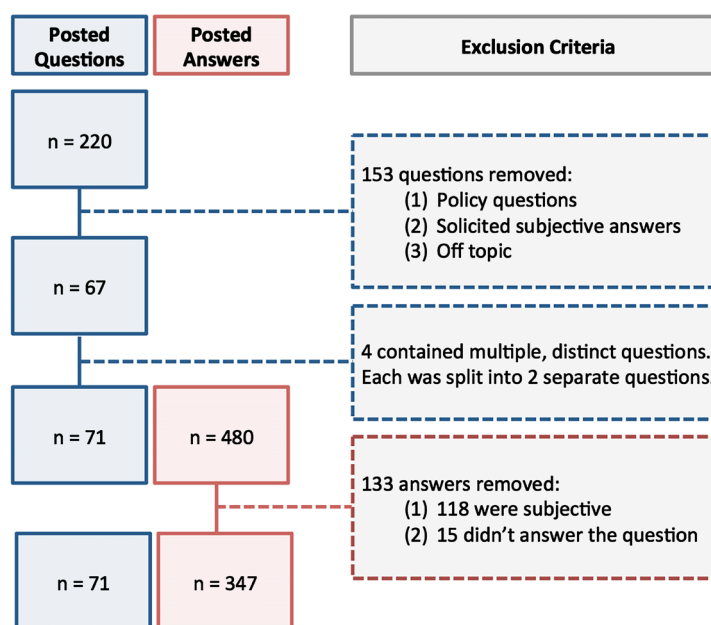 Posted
Questions
Posted
Answers
Exclusion Criteria
n = 220
153 questions removed:
(1) Policy questions
(2) Solicited subjective answers
(3) Off topic
n = 67
4 contained multiple, distinct questions.
Each was split into 2 separate questions.
n = 71
n = 480
133 answers removed:
(1) 118 were subjective
(2) 15 didn’t answer the question
n = 71
n = 347